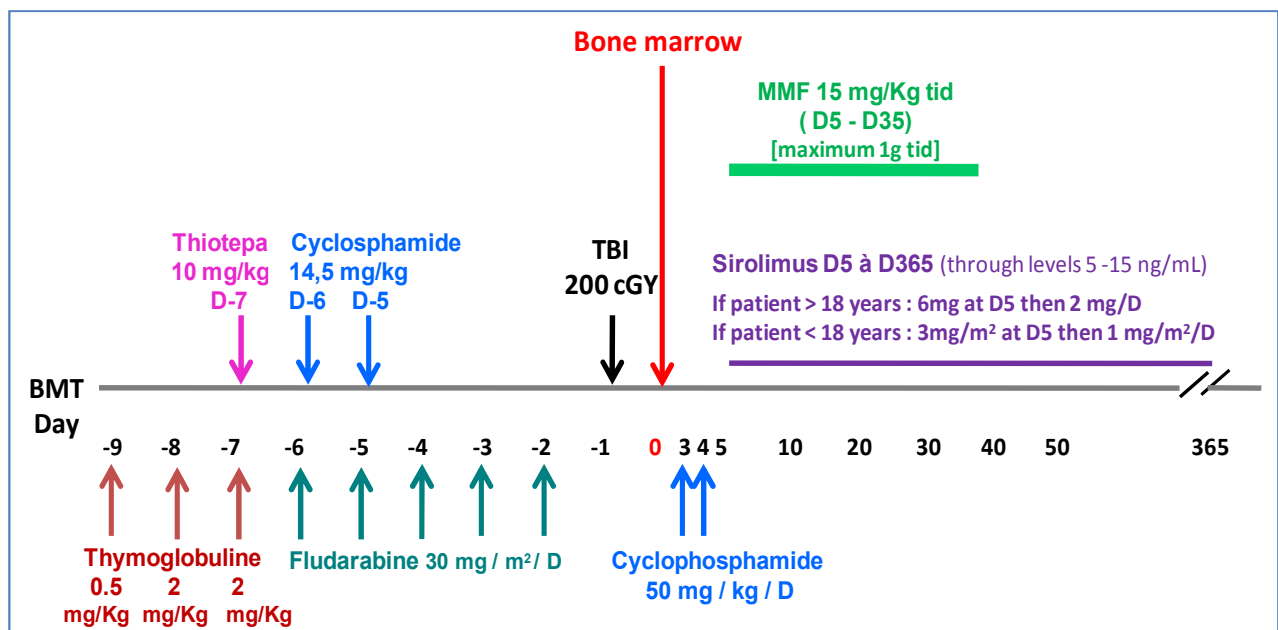 Bone marrow
MMF 15 mg/Kg tid
( D5 - D35)
[maximum 1g tid]
Thiotepa
10 mg/kg
D-7
Cyclosphamide
14,5 mg/kg
D-6 D-5
TBI
200 cGY
Sirolimus D5 à D365 (through levels 5 -15 ng/mL)
If patient > 18 years : 6mg at D5 then 2 mg/D
If patient < 18 years : 3mg/m² at D5 then 1 mg/m²/D
BMT
Day
-9 -8 -7 -6 -5 -4 -3 -2 -1 0 3 4 5 10 20 30 40 50 365
Thymoglobuline
0.5 2 2
mg/Kg mg/Kg mg/Kg
Fludarabine 30 mg / m²/ D
Cyclophosphamide
50 mg / kg / D